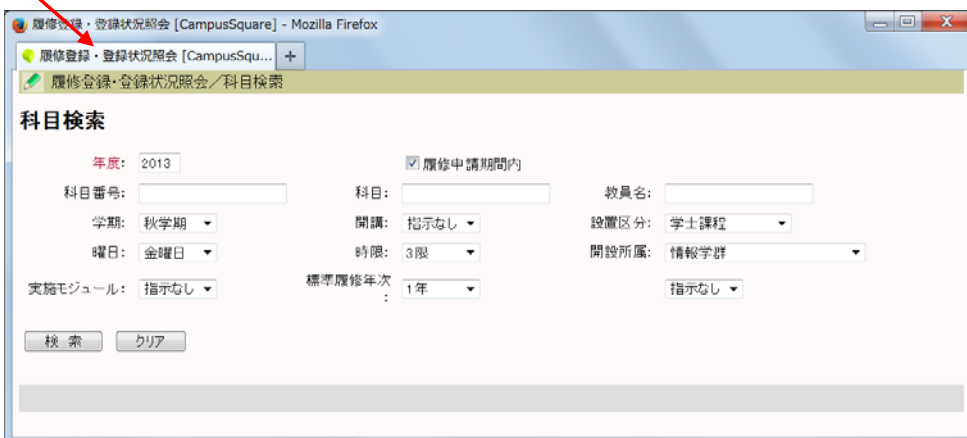 履修登録・登録状況照会 [CampusSquare] - Mozilla Firefox
履修登録・登録状況照会 [CampusSqu... +
履修登録・登録状況照会／科目検索
科目検索
年度: 2013 履修申請期間内
科目番号: 科目: 教員名:
学期: 秋学期 開講: 指示なし 設置区分: 学士課程
曜日: 金曜日 時限: 3限 開設所属: 情報学群
実施モジュール: 指示なし 標準履修年次: 1年 指示なし
検 索 クリア